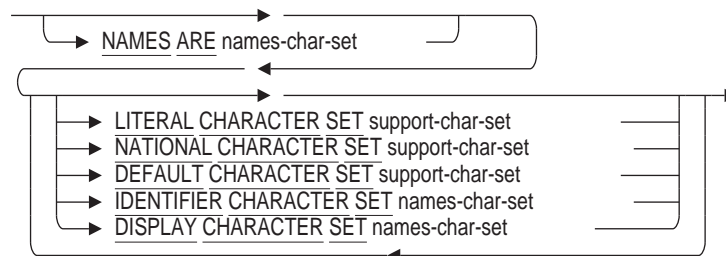 NAMES ARE names-char-set
LITERAL CHARACTER SET support-char-set
NATIONAL CHARACTER SET support-char-set
DEFAULT CHARACTER SET support-char-set
IDENTIFIER CHARACTER SET names-char-set
DISPLAY CHARACTER SET names-char-set